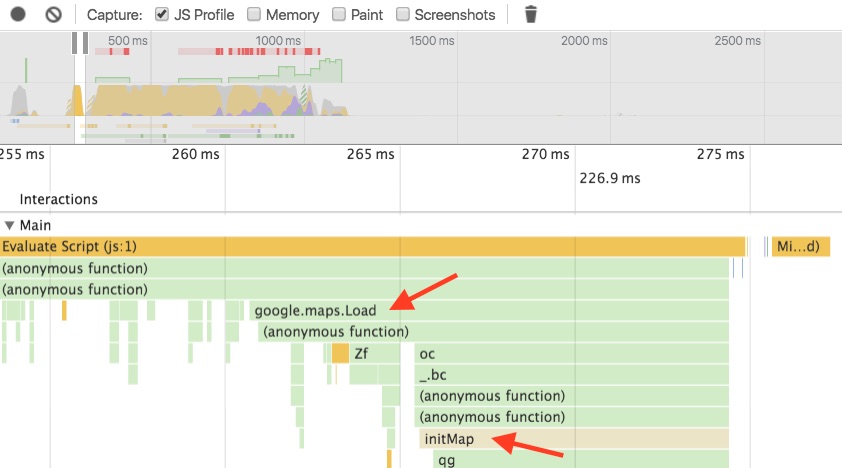 Capture: JS Profile Memory Paint Screenshots
500 ms 1000 ms 1500 ms 2000 ms 2500 ms
255 ms 260 ms 265 ms 270 ms 275 ms
226.9 ms
Interactions
Main
Evaluate Script (js:1) Mi...d)
(anonymous function)
(anonymous function)
google.maps.Load
(anonymous function)
Zf oc
_.bc
(anonymous function)
(anonymous function)
initMap
qg